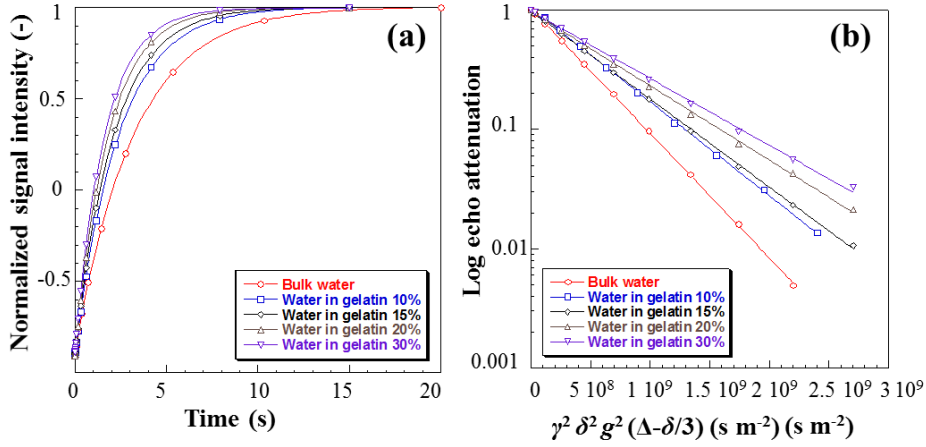 (a)
Normalized signal intensity (-)
1
0.5
0
-0.5
0
5
10
15
20
Time (s)
Bulk water
Water in gelatin 10%
Water in gelatin 15%
Water in gelatin 20%
Water in gelatin 30%
(b)
Log echo attenuation
1.0
0.1
0.01
0.001
0
5 10⁸
1 10⁹
1.5 10⁹
2 10⁹
2.5 10⁹
3 10⁹
γ² δ² g² (Δ-δ/3) (s m⁻²) (s m⁻²)
Bulk water
Water in gelatin 10%
Water in gelatin 15%
Water in gelatin 20%
Water in gelatin 30%